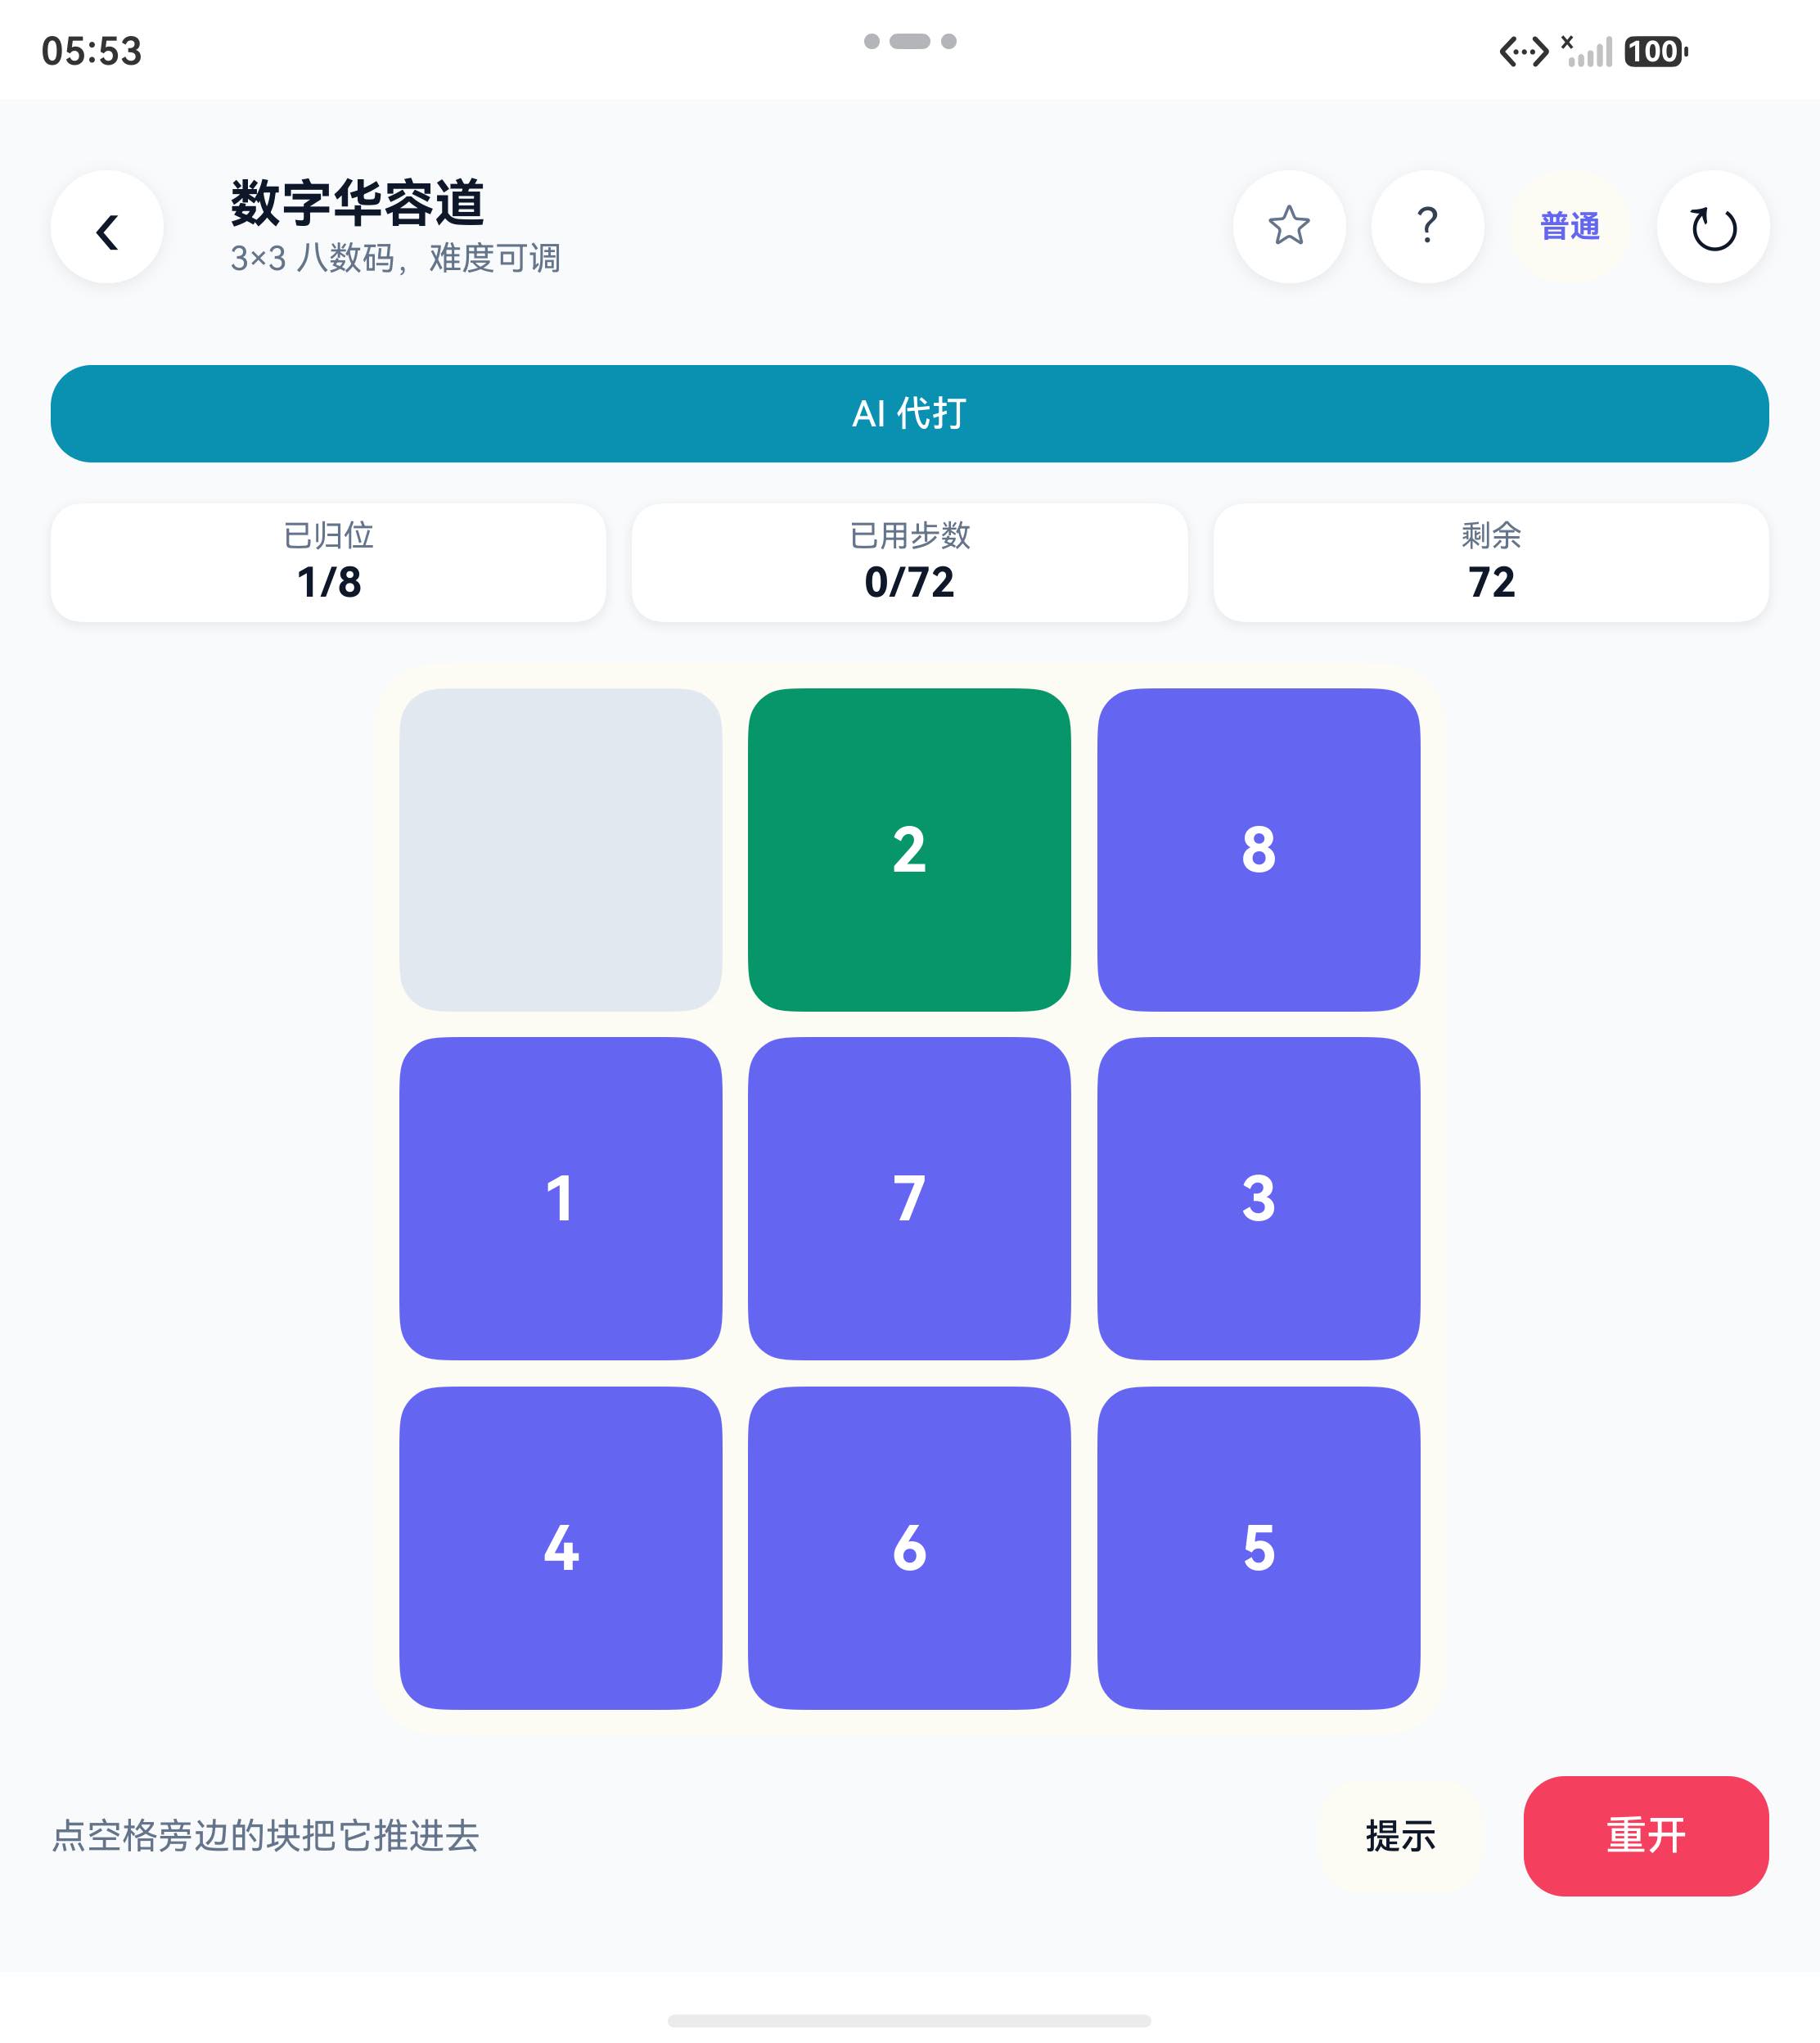 05:53
100
数字华容道
3×3 八数码，难度可调
?
普通
AI 代打
已归位
1/8
已用步数
0/72
剩余
72
2
8
1
7
3
4
6
5
点空格旁边的块把它推进去
提示
重开